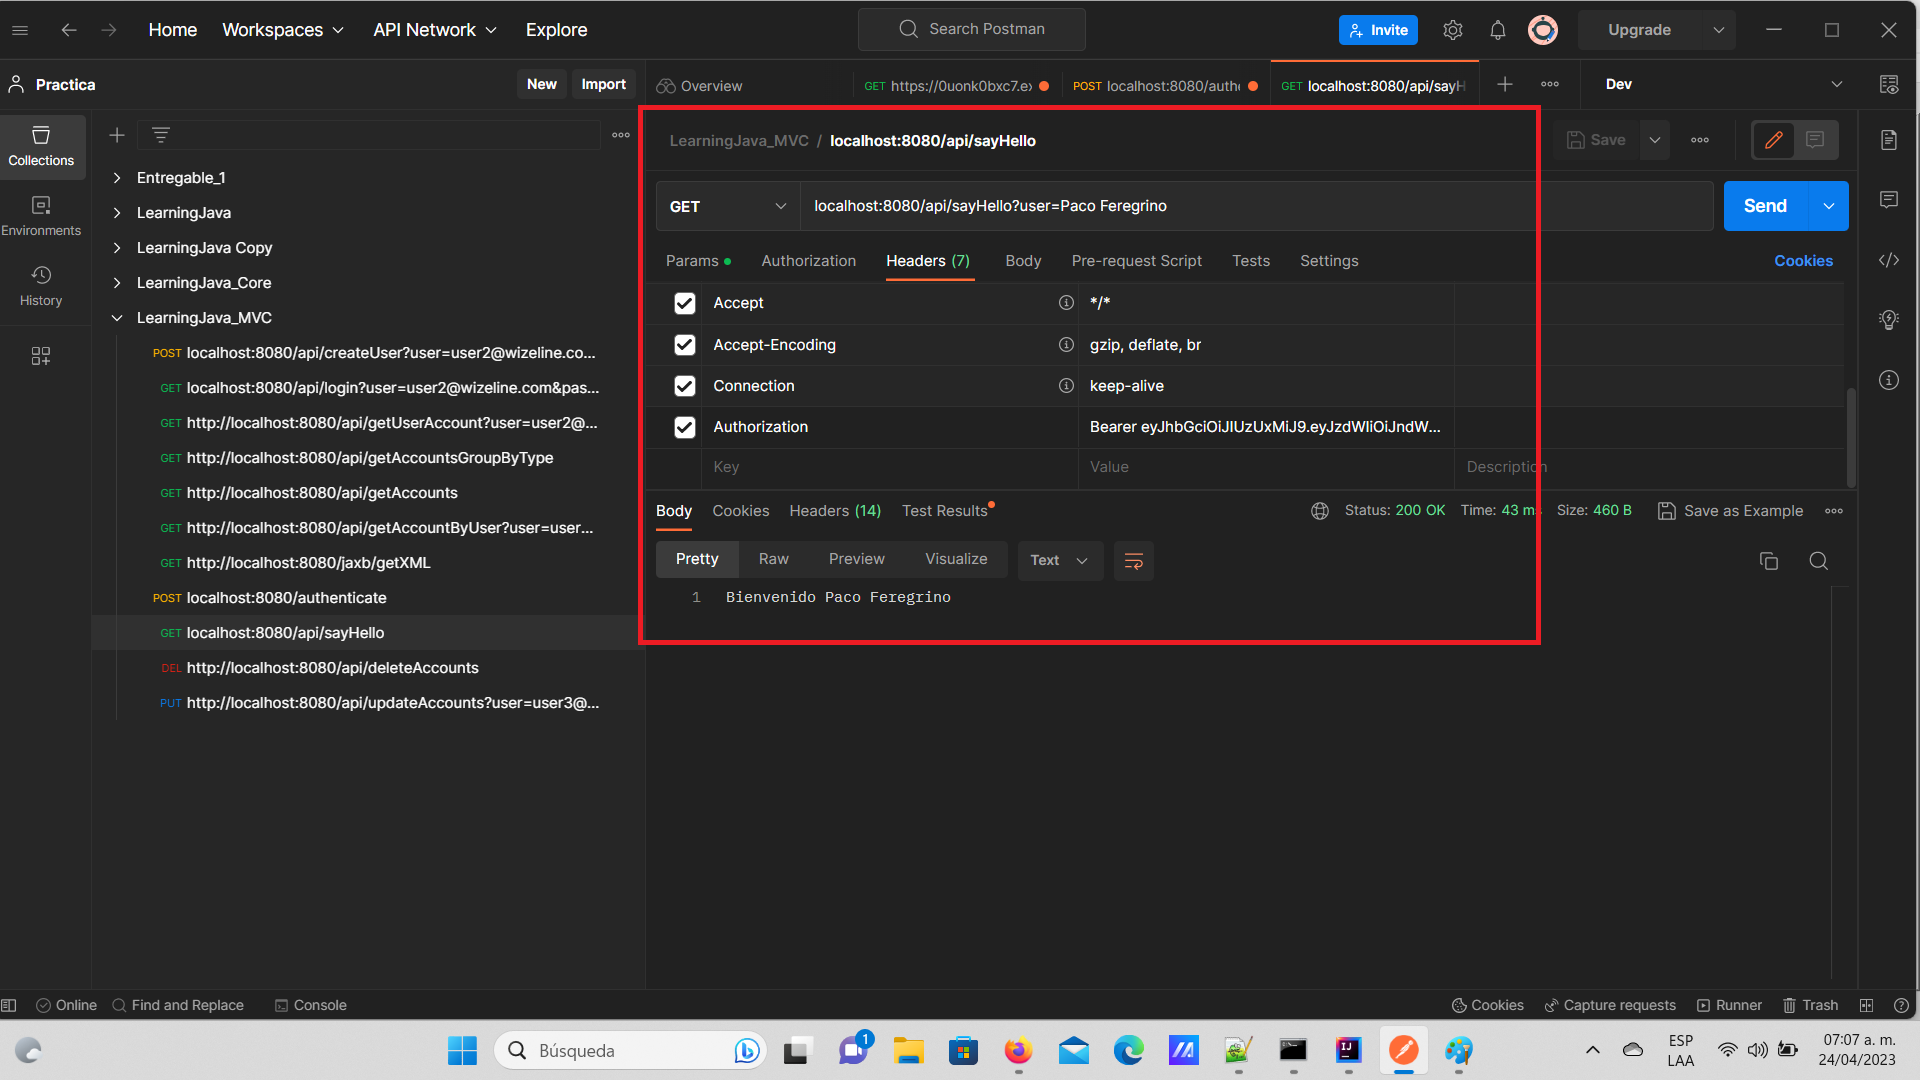 Home Workspaces API Network Explore Search Postman Invite Upgrade
Practica New Import Overview GET https://0uonk0bxc7.ex POST localhost:8080/authe GET localhost:8080/api/sayH Dev
Collections
Environments
History
Entregable_1
LearningJava
LearningJava Copy
LearningJava_Core
LearningJava_MVC
POST localhost:8080/api/createUser?user=user2@wizeline.co...
GET localhost:8080/api/login?user=user2@wizeline.com&pas...
GET http://localhost:8080/api/getUserAccount?user=user2@...
GET http://localhost:8080/api/getAccountsGroupByType
GET http://localhost:8080/api/getAccounts
GET http://localhost:8080/api/getAccountByUser?user=user...
GET http://localhost:8080/jaxb/getXML
POST localhost:8080/authenticate
GET localhost:8080/api/sayHello
DEL http://localhost:8080/api/deleteAccounts
PUT http://localhost:8080/api/updateAccounts?user=user3@...
LearningJava_MVC / localhost:8080/api/sayHello Save
GET localhost:8080/api/sayHello?user=Paco Feregrino Send
Params Authorization Headers (7) Body Pre-request Script Tests Settings Cookies
Accept */*
Accept-Encoding gzip, deflate, br
Connection keep-alive
Authorization Bearer eyJhbGciOiJIUzUxMiJ9.eyJzdWIiOiJndW...
Key Value Description
Body Cookies Headers (14) Test Results Status: 200 OK Time: 43 ms Size: 460 B Save as Example
Pretty Raw Preview Visualize Text
1 Bienvenido Paco Feregrino
Online Find and Replace Console Cookies Capture requests Runner Trash
Búsqueda 1 IJ ESP 07:07 a. m.
LAA 24/04/2023